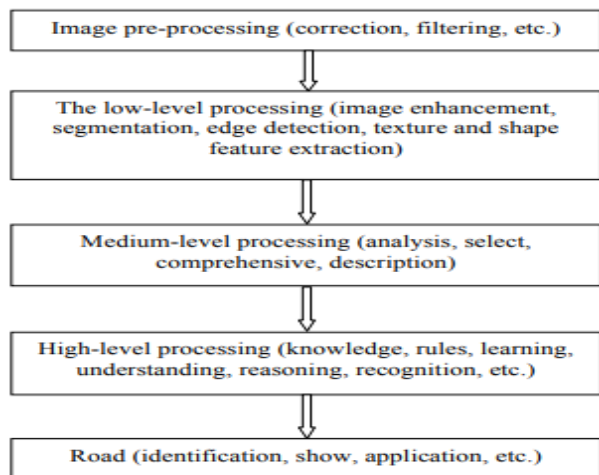 Image pre-processing (correction, filtering, etc.)
The low-level processing (image enhancement,
segmentation, edge detection, texture and shape
feature extraction)
Medium-level processing (analysis, select,
comprehensive, description)
High-level processing (knowledge, rules, learning,
understanding, reasoning, recognition, etc.)
Road (identification, show, application, etc.)